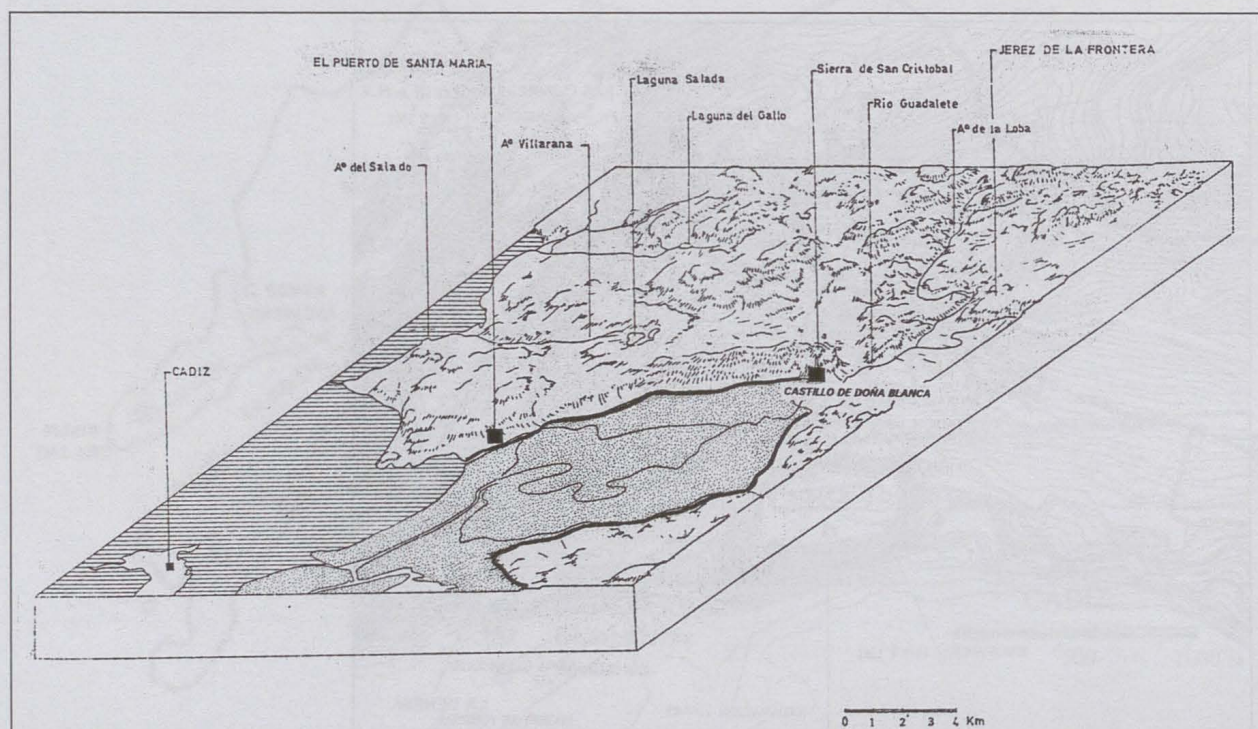 EL PUERTO DE SANTA MARIA
Laguna Salada
Sierra de San Cristobal
JEREZ DE LA FRONTERA
Rio Guadalete
Laguna del Gallo
Aº de la Loba
Aº Villarana
Aº del Salado
CADIZ
CASTILLO DE DOÑA BLANCA
0 1 2 3 4 Km